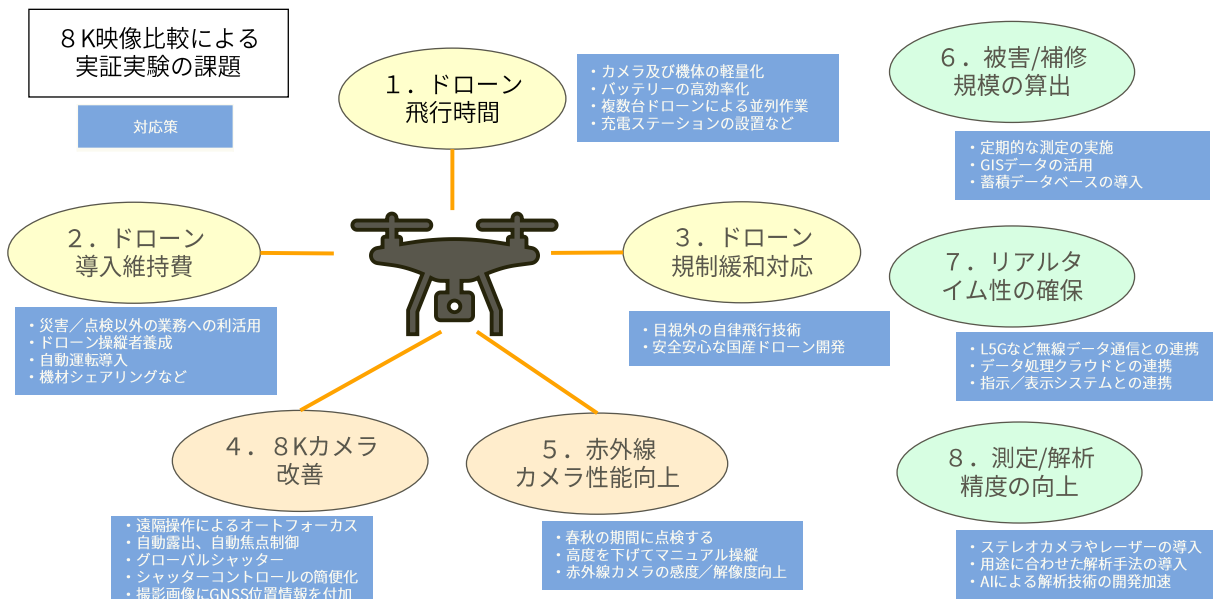 ８K映像比較による
実証実験の課題
対応策
１．ドローン
飛行時間
・カメラ及び機体の軽量化
・バッテリーの高効率化
・複数台ドローンによる並列作業
・充電ステーションの設置など
２．ドローン
導入維持費
・災害／点検以外の業務への利活用
・ドローン操縦者養成
・自動運転導入
・機材シェアリングなど
３．ドローン
規制緩和対応
・目視外の自律飛行技術
・安全安心な国産ドローン開発
４．８Kカメラ
改善
・遠隔操作によるオートフォーカス
・自動露出、自動焦点制御
・グローバルシャッター
・シャッターコントロールの簡便化
・撮影画像にGNSS位置情報を付加
５．赤外線
カメラ性能向上
・春秋の期間に点検する
・高度を下げてマニュアル操縦
・赤外線カメラの感度／解像度向上
６．被害/補修
規模の算出
・定期的な測定の実施
・GISデータの活用
・蓄積データベースの導入
７．リアルタ
イム性の確保
・L5Gなど無線データ通信との連携
・データ処理クラウドとの連携
・指示／表示システムとの連携
８．測定/解析
精度の向上
・ステレオカメラやレーザーの導入
・用途に合わせた解析手法の導入
・AIによる解析技術の開発加速